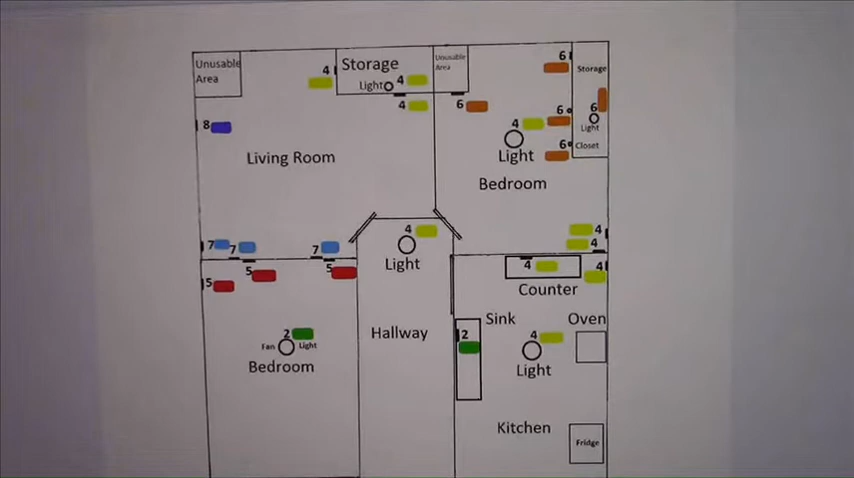 Unusable
Area
4
Storage
Light
4
4
Unusable
Area
6
6
Storage
6
Light
Closet
6
6
4
Light
Bedroom
8
Living Room
7
7
7
4
Light
4
4
5
5
5
4
4
Counter
2
Fan
Light
Bedroom
Hallway
Sink
2
4
Light
Oven
Kitchen
Fridge